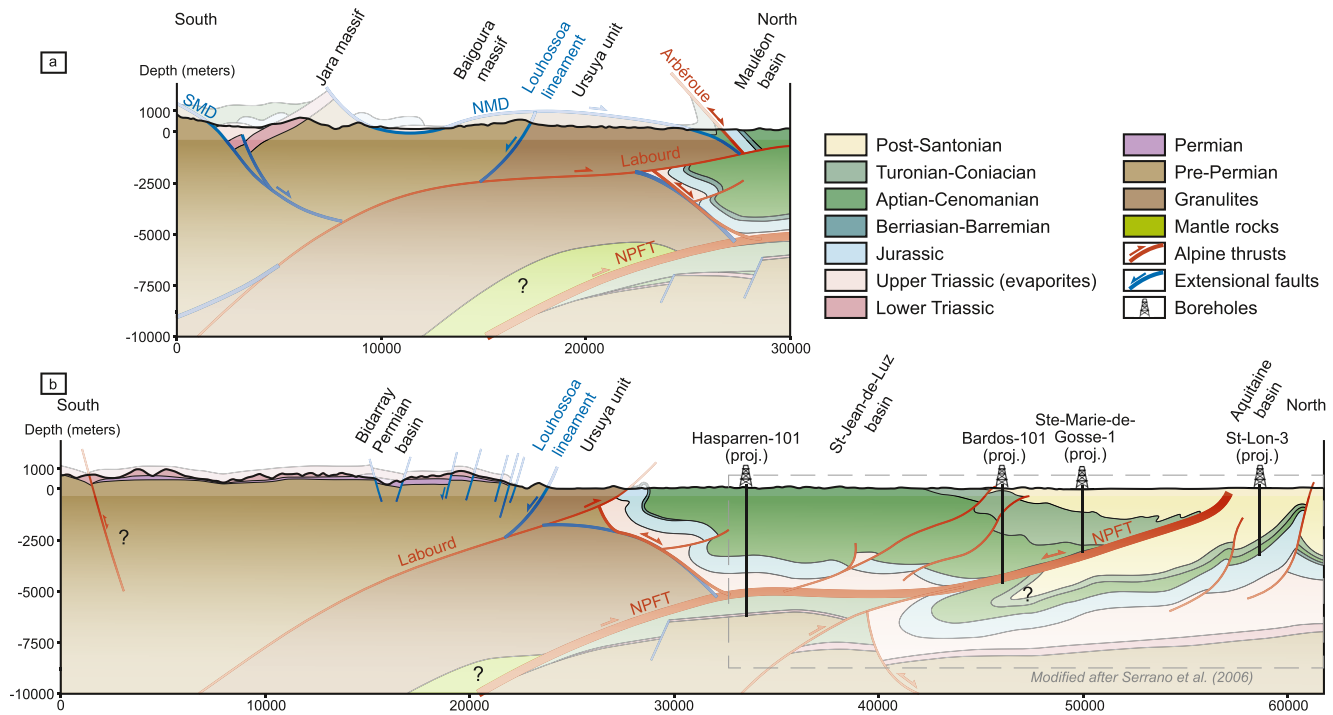 South
North
a
Depth (meters)
Jara massif
Baigoura
massif
Louhossoa
lineament
Ursuya unit
Arbéroue
Mauléon
basin
SMD
NMD
Labourd
NPFT
?
1000
0
-2500
-5000
-7500
-10000
0
10000
20000
30000
Post-Santonian
Turonian-Coniacian
Aptian-Cenomanian
Berriasian-Barremian
Jurassic
Upper Triassic (evaporites)
Lower Triassic
Permian
Pre-Permian
Granulites
Mantle rocks
Alpine thrusts
Extensional faults
Boreholes
b
South
North
Depth (meters)
Bidarray
Permian
basin
Louhossoa
lineament
Ursuya unit
Hasparren-101
(proj.)
St-Jean-de-Luz
basin
Bardos-101
(proj.)
Ste-Marie-de-
Gosse-1
(proj.)
Aquitaine
basin
St-Lon-3
(proj.)
1000
0
-2500
-5000
-7500
-10000
?
Labourd
NPFT
NPFT
?
?
Modified after Serrano et al. (2006)
0
10000
20000
30000
40000
50000
60000